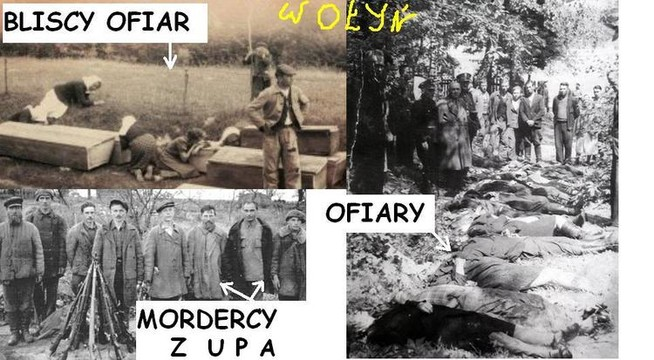 WOŁYŃ
BLISCY OFIAR
OFIARY
MORDERCY
Z UPA